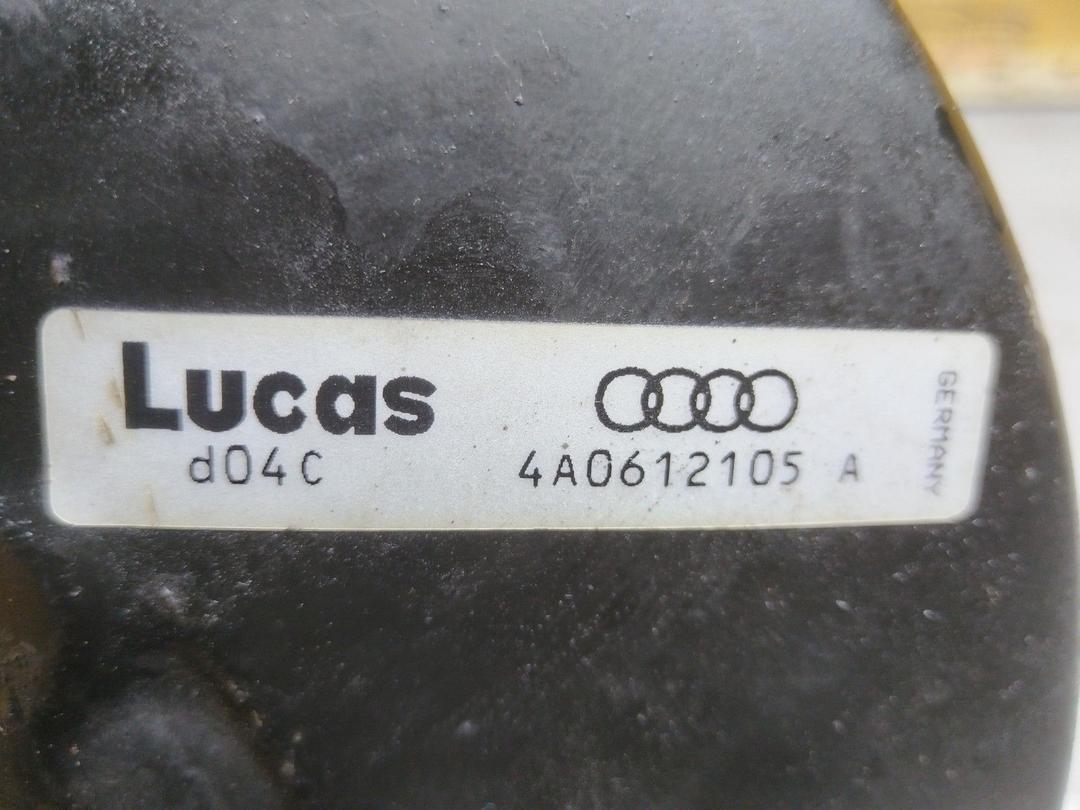 Lucas
d04C
4A0612105 A
GERMANY